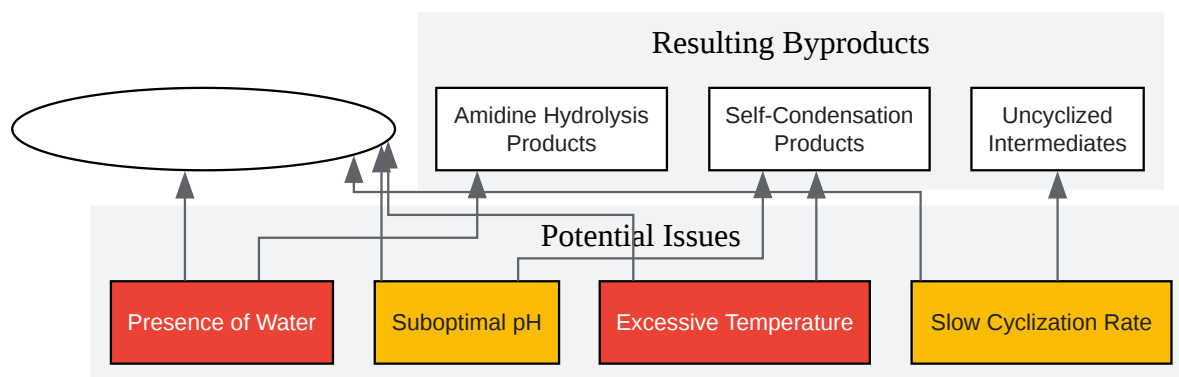 Resulting Byproducts
Amidine Hydrolysis
Products
Self-Condensation
Products
Uncyclized
Intermediates
Potential Issues
Presence of Water
Suboptimal pH
Excessive Temperature
Slow Cyclization Rate